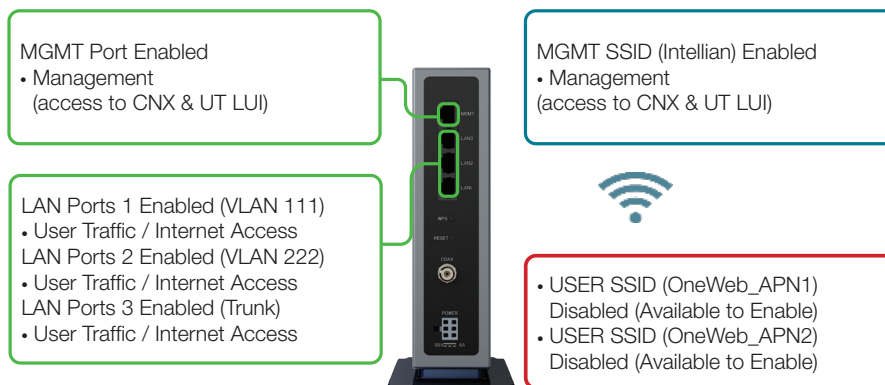 MGMT Port Enabled
• Management
(access to CNX & UT LUI)
LAN Ports 1 Enabled (VLAN 111)
• User Traffic / Internet Access
LAN Ports 2 Enabled (VLAN 222)
• User Traffic / Internet Access
LAN Ports 3 Enabled (Trunk)
• User Traffic / Internet Access
MGMT
LAN3
LAN2
LAN1
WPS
RESET
COAX
POWER
MGMT SSID (Intellian) Enabled
• Management
(access to CNX & UT LUI)
• USER SSID (OneWeb_APN1)
Disabled (Available to Enable)
• USER SSID (OneWeb_APN2)
Disabled (Available to Enable)